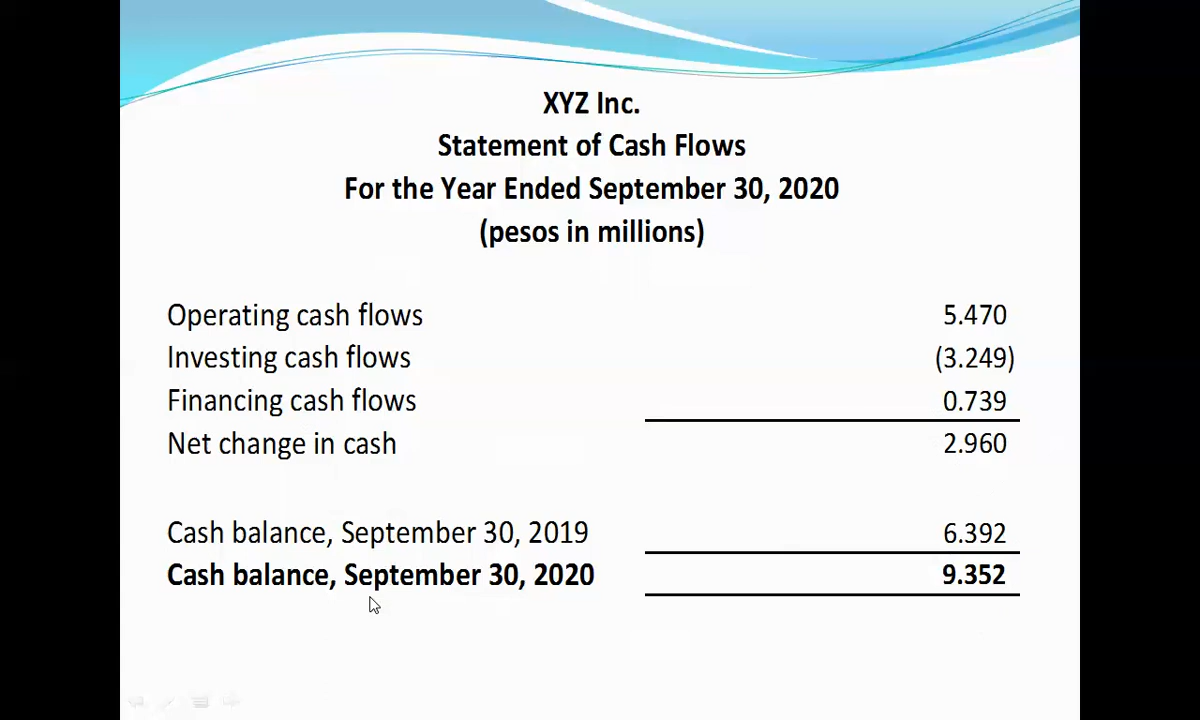 XYZ Inc.
Statement of Cash Flows
For the Year Ended September 30, 2020
(pesos in millions)
Operating cash flows 5.470
Investing cash flows (3.249)
Financing cash flows 0.739
Net change in cash 2.960
Cash balance, September 30, 2019 6.392
Cash balance, September 30, 2020 9.352